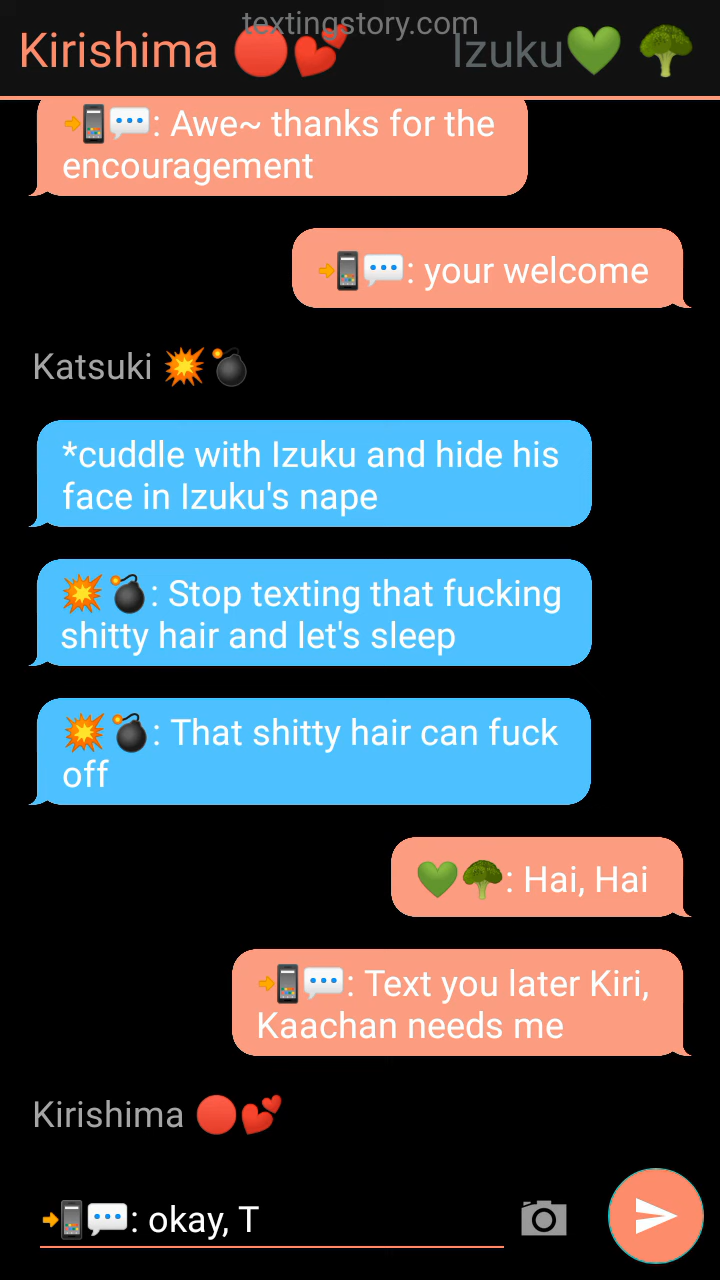 textingstory.com
Kirishima 🔴💕 Izuku💚 🥦
📲💬: Awe~ thanks for the
encouragement
📲💬: your welcome
Katsuki 💥💣
*cuddle with Izuku and hide his
face in Izuku's nape
💥💣: Stop texting that fucking
shitty hair and let's sleep
💥💣: That shitty hair can fuck
off
💚🥦: Hai, Hai
📲💬: Text you later Kiri,
Kaachan needs me
Kirishima 🔴💕
📲💬: okay, T